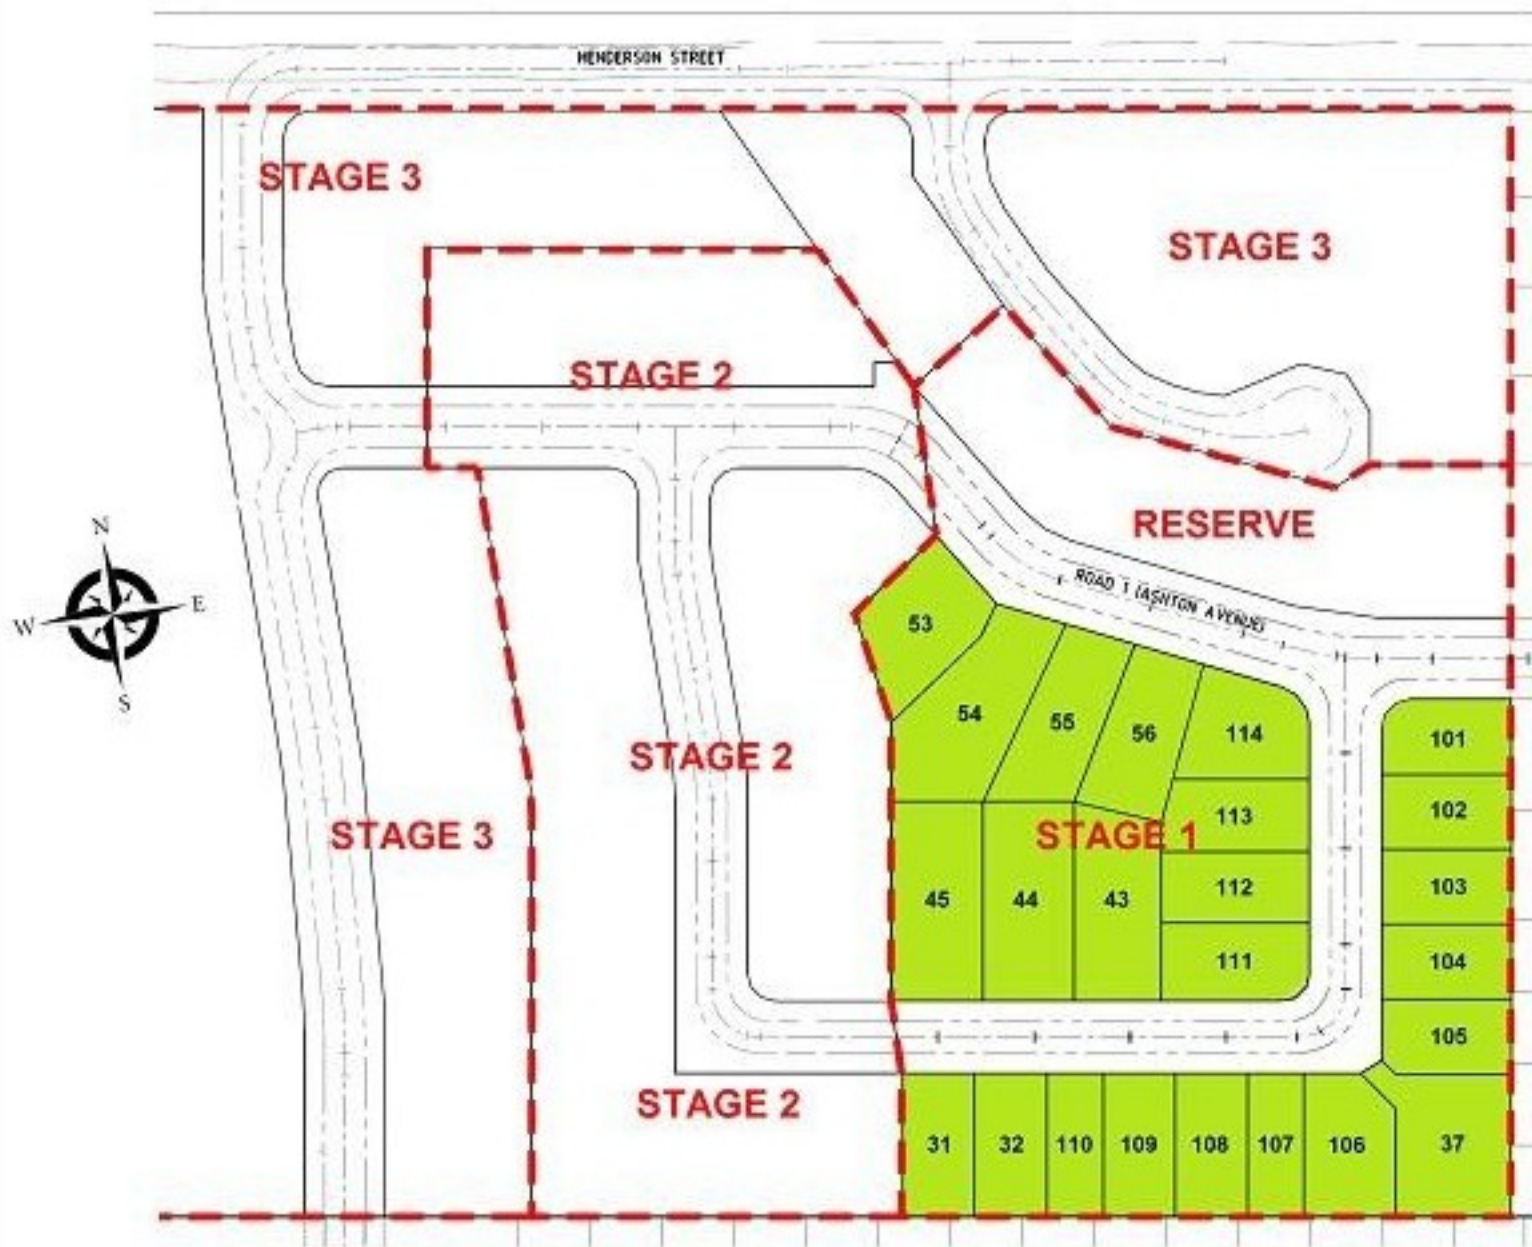 HENDERSON STREET
STAGE 3
STAGE 3
STAGE 2
RESERVE
N
W
E
S
ROAD 1 (ASHTON AVENUE)
53
54
55
56
114
101
STAGE 2
113
102
STAGE 3
STAGE 1
45
44
43
112
103
111
104
105
STAGE 2
31
32
110
109
108
107
106
37